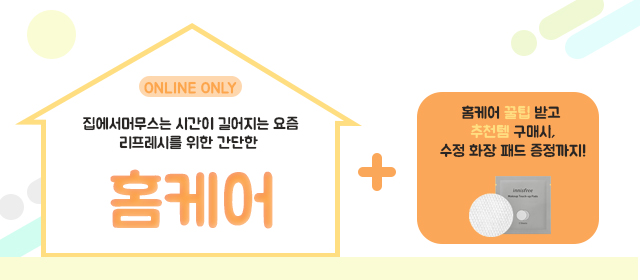 ONLINE ONLY
집에서머무스는 시간이 길어지는 요즘
리프레시를 위한 간단한
홈케어
+
홈케어 꿀팁 받고
추천템 구매시,
수정 화장 패드 증정까지!
innisfree